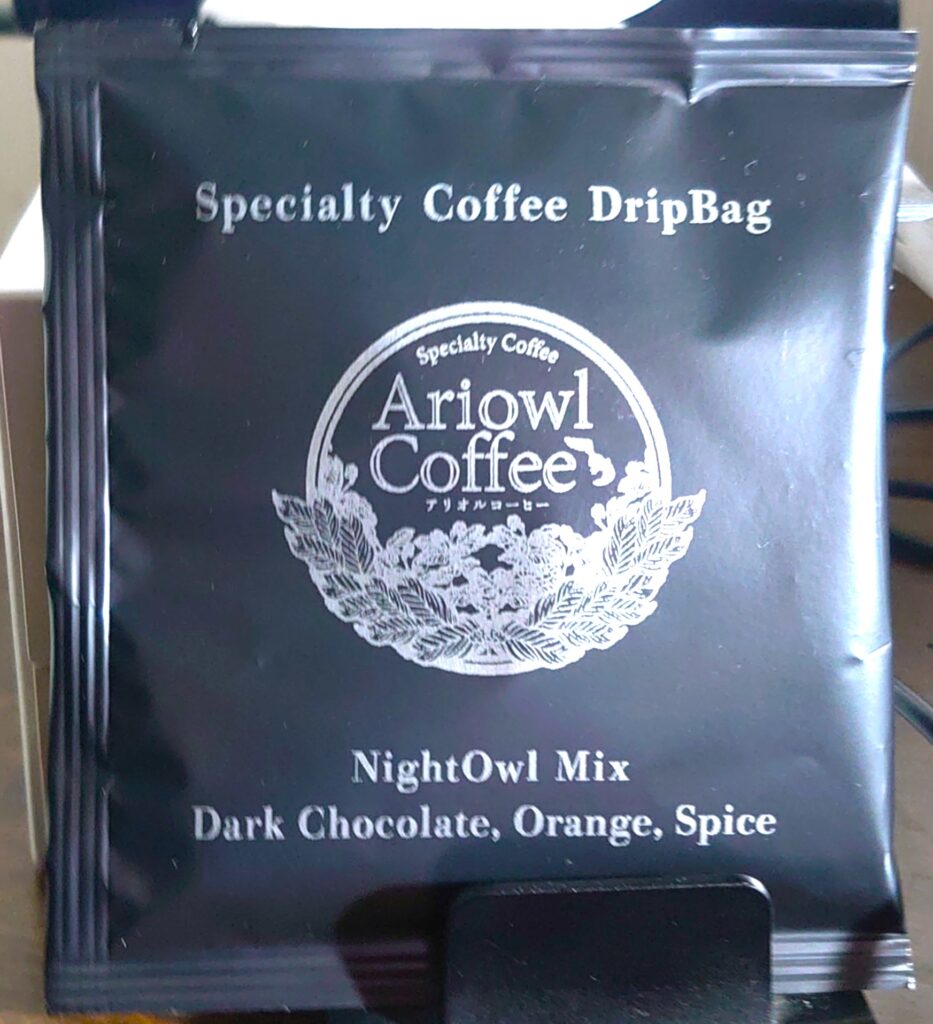 Specialty Coffee DripBag
Specialty Coffee
Ariowl
Coffee
アリオルコーヒー
NightOwl Mix
Dark Chocolate, Orange, Spice